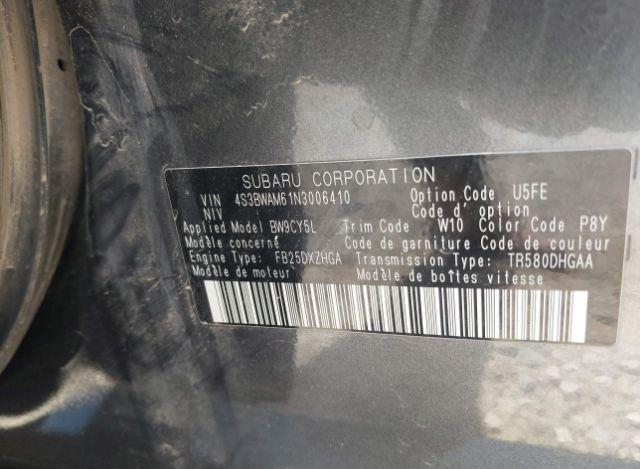 SUBARU CORPORATION
VIN 4S3BWAM61N3006410 Option Code U5FE
NIV Code d' option
Applied Model BW9CY5L Trim Code W10 Color Code P8Y
Modèle concerné Code de garniture Code de couleur
Engine Type: FB25DXZHGA Transmission Type: TR580DHGAA
Modèle de moteur: Modèle de boîtes vitesse